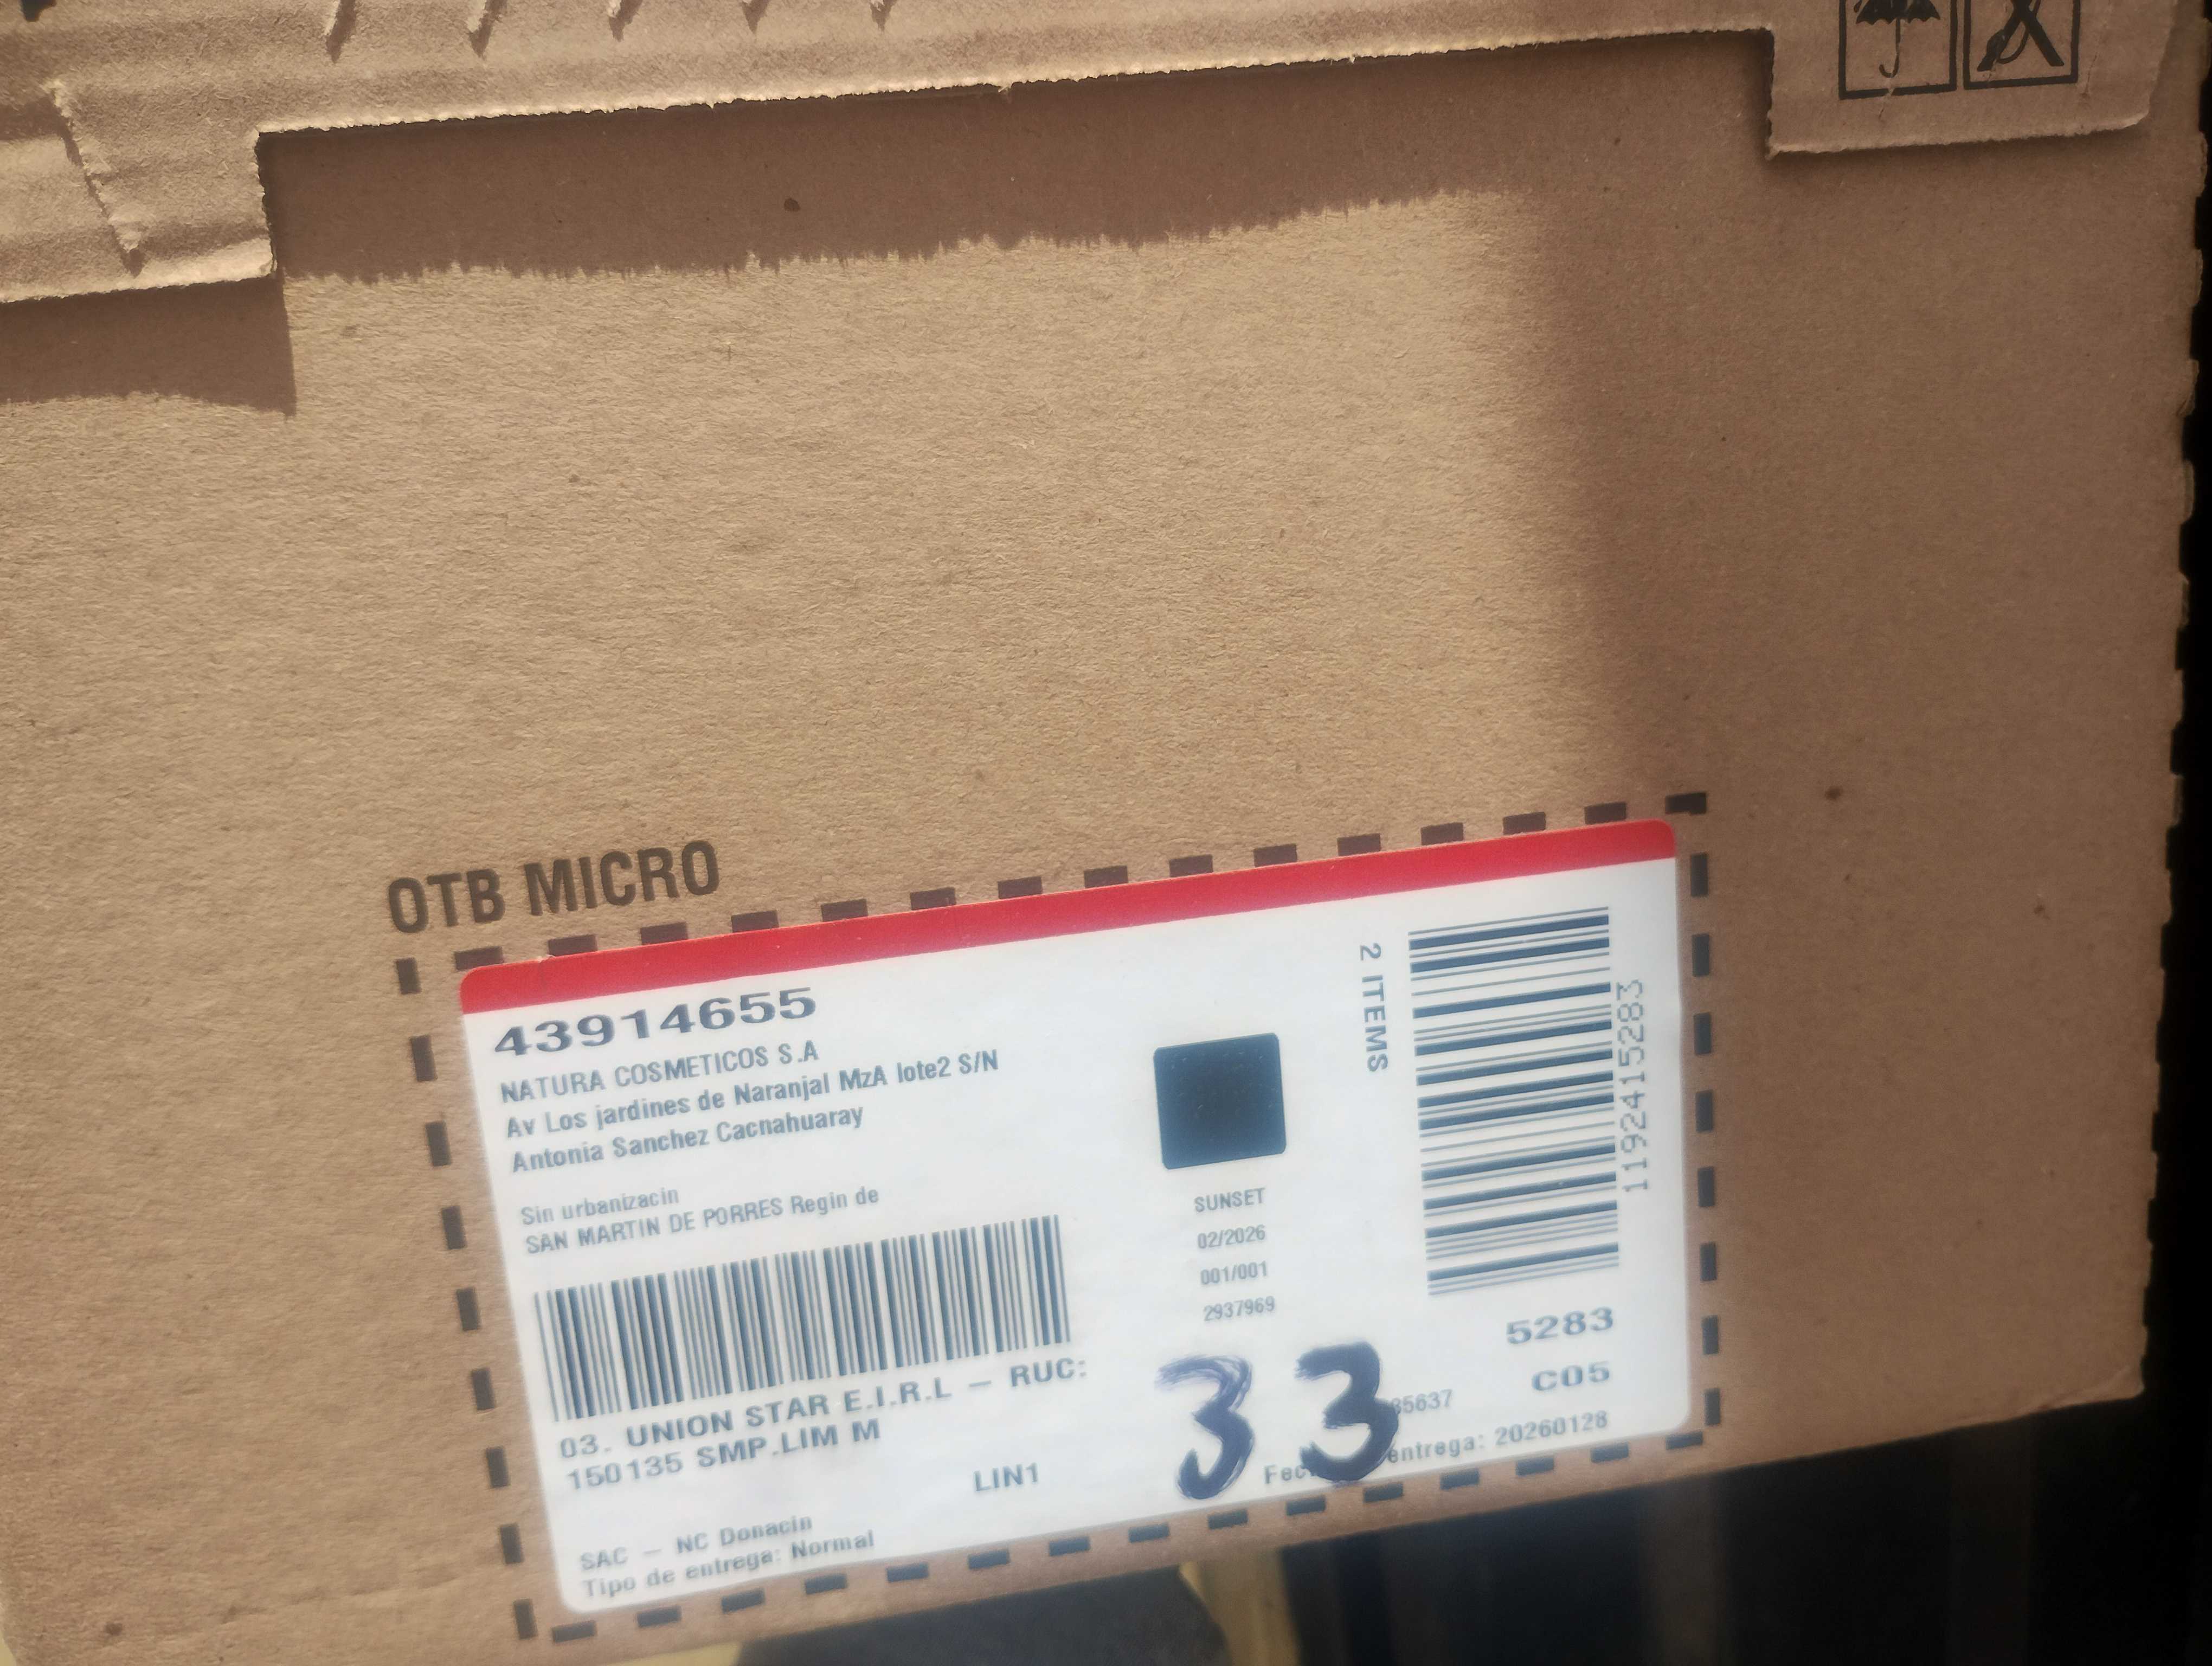 OTB MICRO
43914655
NATURA COSMETICOS S.A
Av Los jardines de Naranjal MzA lote2 S/N
Antonia Sanchez Cacnahuaray
Sin urbanizacin
SAN MARTIN DE PORRES Regin de
03. UNION STAR E.I.R.L – RUC:
150135 SMP.LIM M
LIN1
SAC – NC Donacin
Tipo de entrega: Normal
SUNSET
02/2026
001/001
2937969
33
2 ITEMS
1192415283
5283
C05
entrega: 20260128